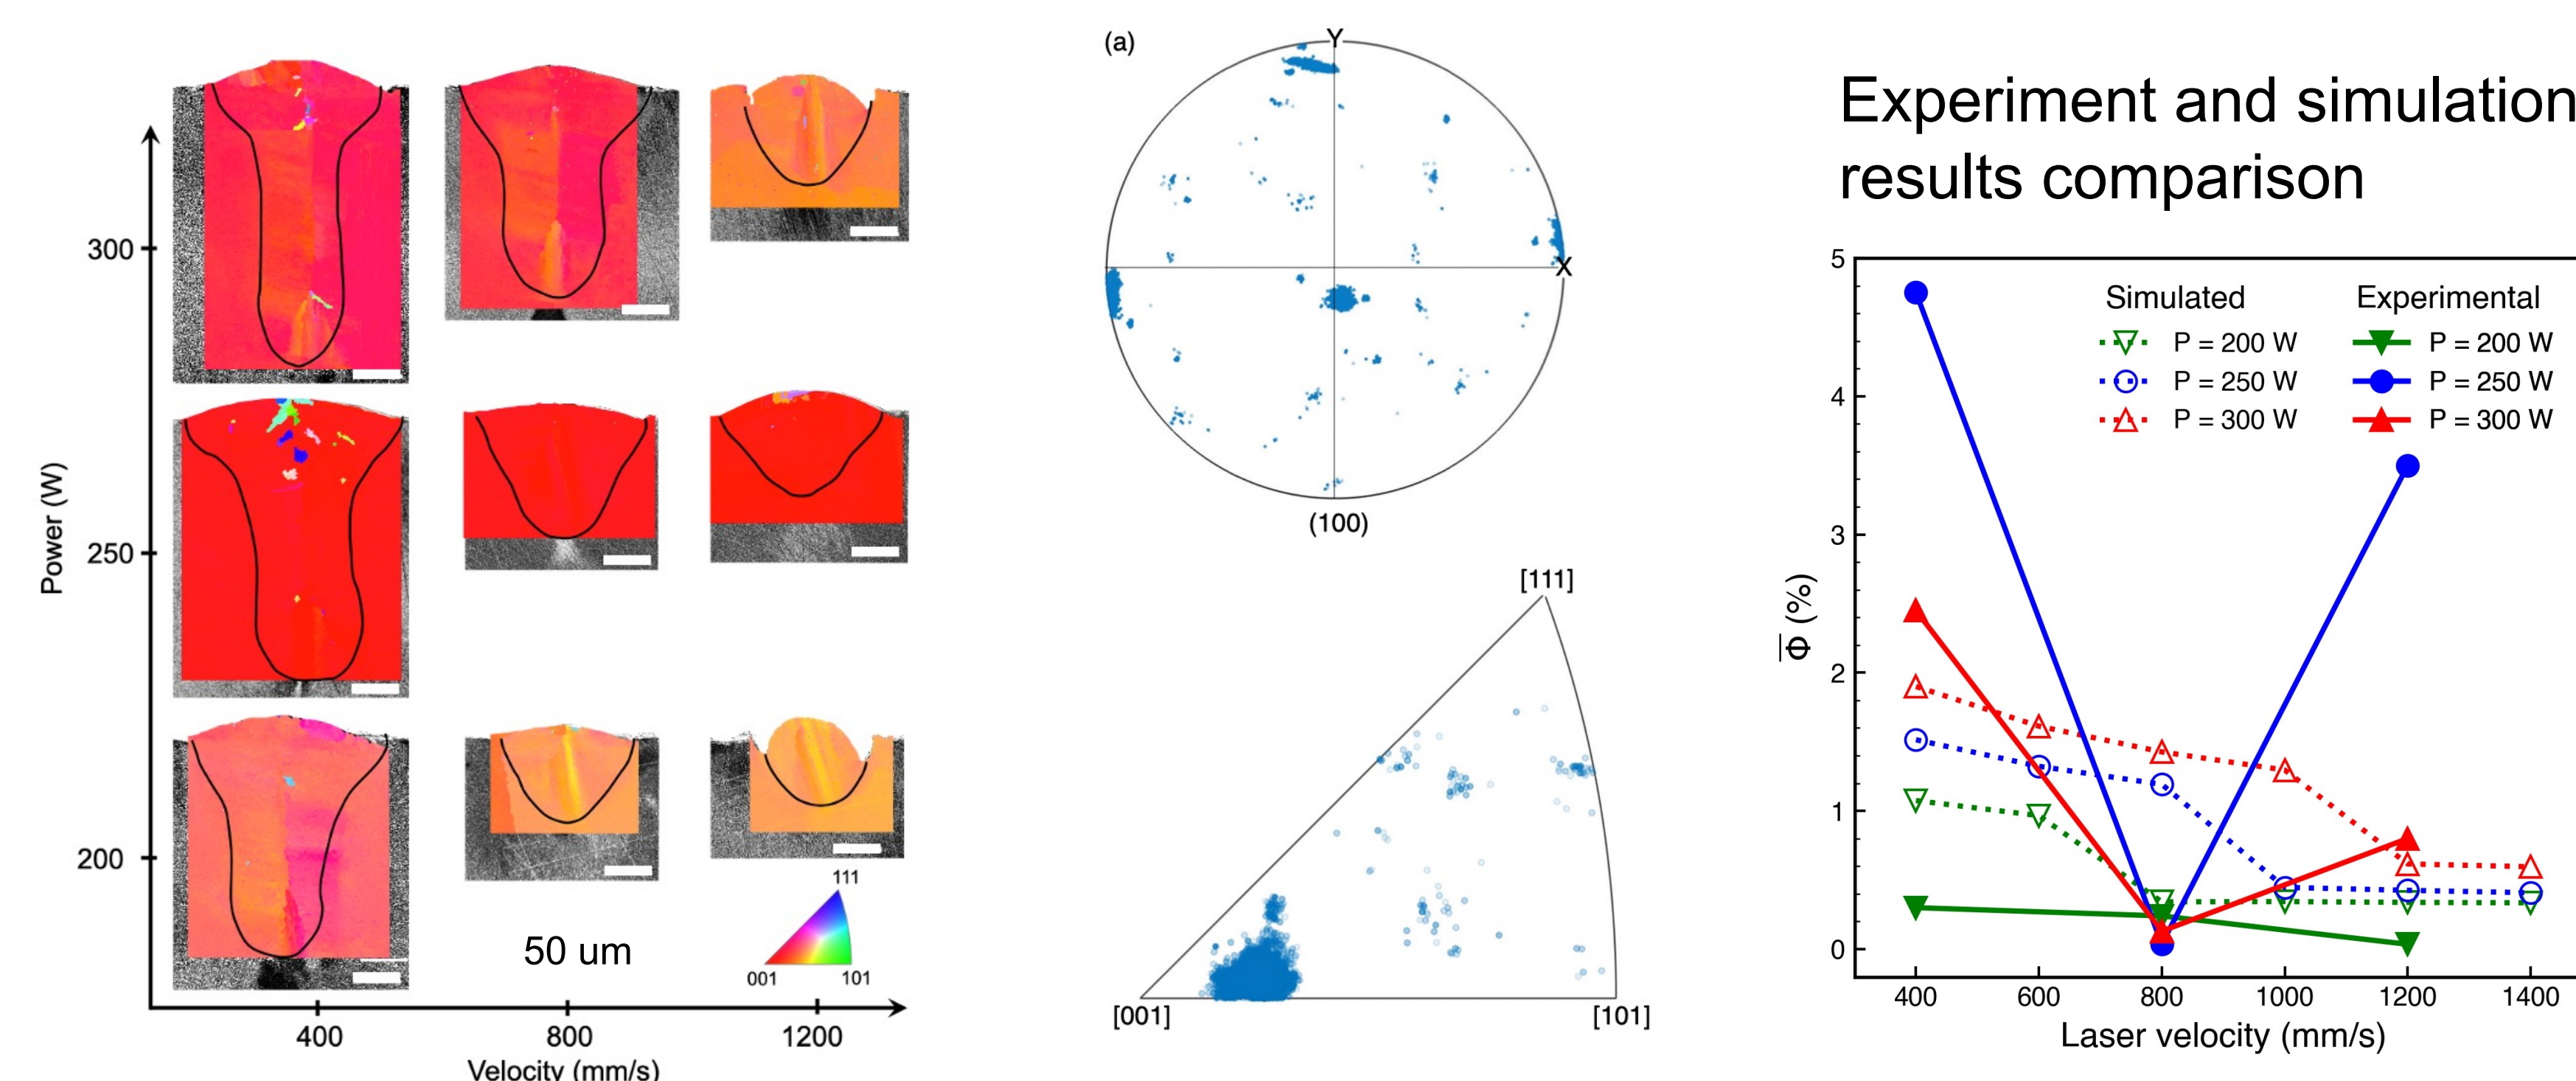 300
250
200
Power (W)
50 um
111
001
101
400
800
1200
Velocity (mm/s)
(a)
Y
X
(100)
[111]
[001]
[101]
Experiment and simulation
results comparison
5
4
3
2
1
0
Φ (%)
Simulated
P = 200 W
P = 250 W
P = 300 W
Experimental
P = 200 W
P = 250 W
P = 300 W
400
600
800
1000
1200
1400
Laser velocity (mm/s)